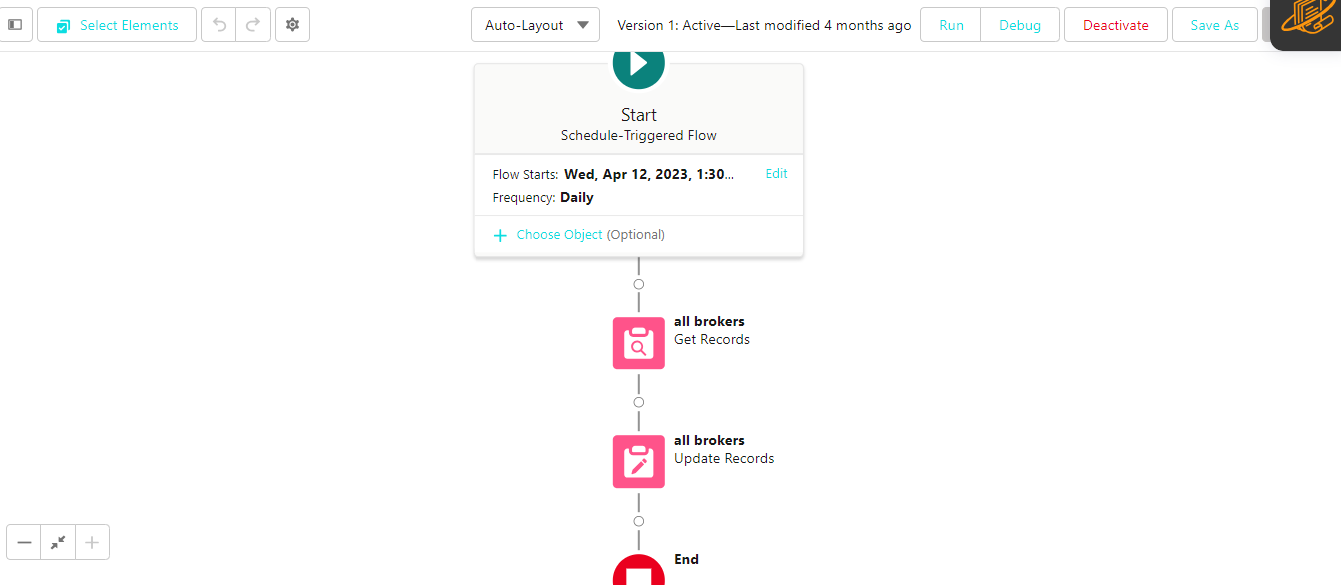 Select Elements
Auto-Layout
Version 1: Active—Last modified 4 months ago
Run
Debug
Deactivate
Save As
Start
Schedule-Triggered Flow
Flow Starts: Wed, Apr 12, 2023, 1:30...
Edit
Frequency: Daily
Choose Object (Optional)
all brokers
Get Records
all brokers
Update Records
End